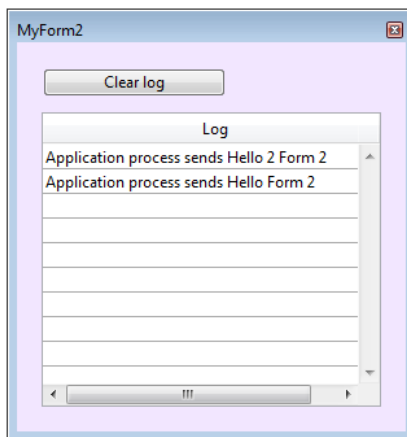 MyForm2
Clear log
Log
Application process sends Hello 2 Form 2
Application process sends Hello Form 2